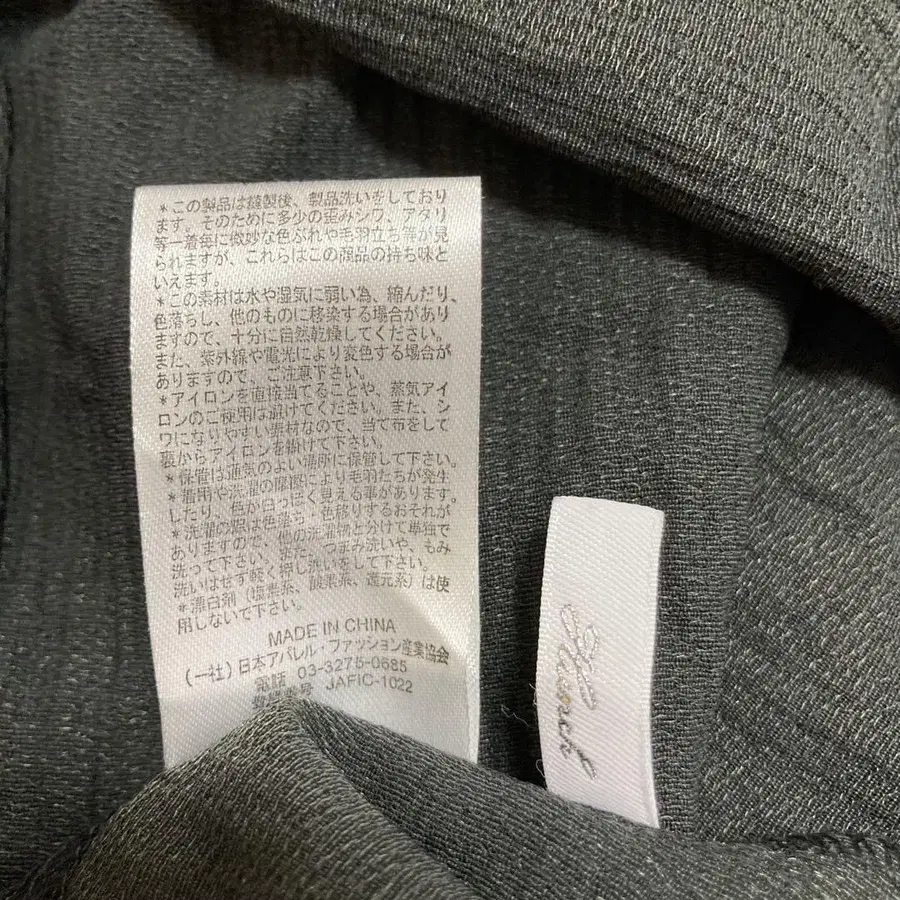 *この製品は縫製後、製品洗いをしており
ます。そのために多少の歪みシワ、アタリ
等一着毎に微妙な色ぶれや毛羽立ち等が見
られますが、これらはこの商品の持ち味と
いえます。
*この素材は水や湿気に弱い為、縮んだり、
色落ちし、他のものに移染する場合があり
ますので、十分に自然乾燥してください。
また、紫外線や電光により変色する場合が
ありますので、ご注意下さい。
*アイロンを直接当てることや、蒸気アイ
ロンのご使用は避けてください。また、シ
ワになりやすい素材なので、当て布をして
裏からアイロンを掛けて下さい。
*保管は通気のよい場所に保管して下さい。
*着用や洗濯の摩擦により毛羽たちが発生
したり、色が白っぽく見える事があります。
*洗濯の際は色落ち、色移りするおそれが
ありますので、他の洗濯物と分けて単独で
洗って下さい。また、つまみ洗いや、もみ
洗いはせず軽く押し洗いをして下さい。
*漂白剤（塩素系、酸素系、還元系）は使
用しないで下さい。
MADE IN CHINA
(一社)日本アパレル・ファッション産業協会
電話 03-3275-0685
JAFIC-1022